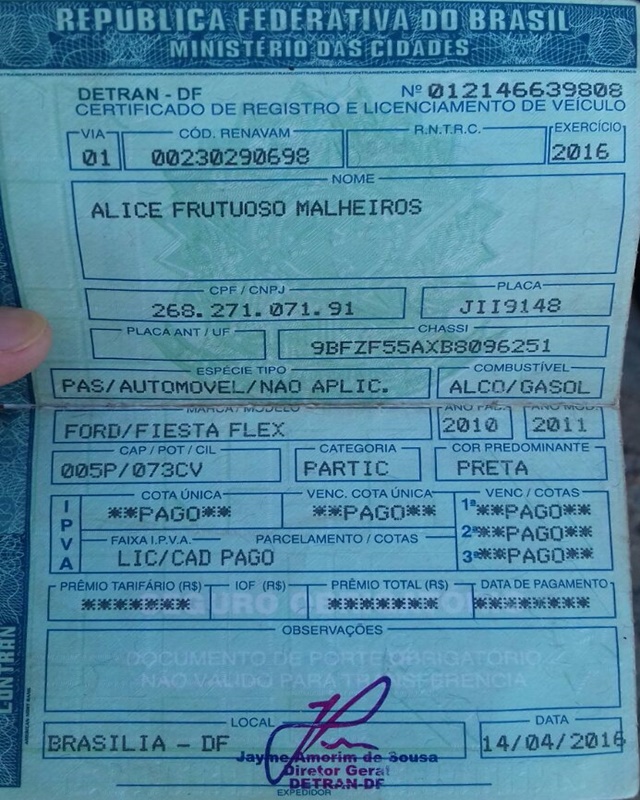 REPÚBLICA FEDERATIVA DO BRASIL
MINISTÉRIO DAS CIDADES
DETRAN - DF Nº 012146639808
CERTIFICADO DE REGISTRO E LICENCIAMENTO DE VEÍCULO
VIA CÓD. RENAVAM R.N.T.R.C. EXERCÍCIO
01 00230290698 2016
NOME
ALICE FRUTUOSO MALHEIROS
CPF / CNPJ PLACA
268.271.071.91 JII9148
PLACA ANT / UF CHASSI
9BFZF55AXB8096251
ESPÉCIE TIPO COMBUSTÍVEL
PAS/AUTOMOVEL/NAO APLIC. ALCO/GASOL
MARCA / MODELO ANO FAB. ANO MOD.
FORD/FIESTA FLEX 2010 2011
CAP / POT / CIL CATEGORIA COR PREDOMINANTE
005P/073CV PARTIC PRETA
IPVA
COTA ÚNICA VENC. COTA ÚNICA VENC / COTAS
**PAGO** **PAGO** 1ª **PAGO**
2ª **PAGO**
FAIXA I.P.V.A. PARCELAMENTO / COTAS
LIC/CAD PAGO 3ª **PAGO**
PRÊMIO TARIFÁRIO (R$) IOF (R$) PRÊMIO TOTAL (R$) DATA DE PAGAMENTO
******* ******* *******
OBSERVAÇÕES
DOCUMENTO DE PORTE OBRIGATÓRIO
NÃO VÁLIDO PARA TRANSFERÊNCIA
LOCAL DATA
BRASILIA - DF 14/04/2016
Jayme Amorim de Sousa
Diretor Geral
DETRAN-DF
EXPEDIDOR
CONTRAN